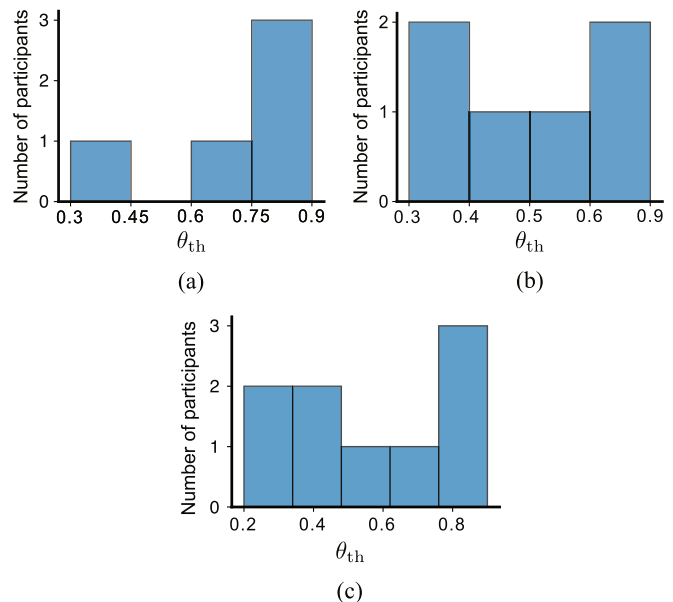 Number of participants
3
2
1
0
0.3 0.45 0.6 0.75 0.9
θth
(a)
Number of participants
2
1
0
0.3 0.4 0.5 0.6 0.9
θth
(b)
Number of participants
3
2
1
0
0.2 0.4 0.6 0.8
θth
(c)